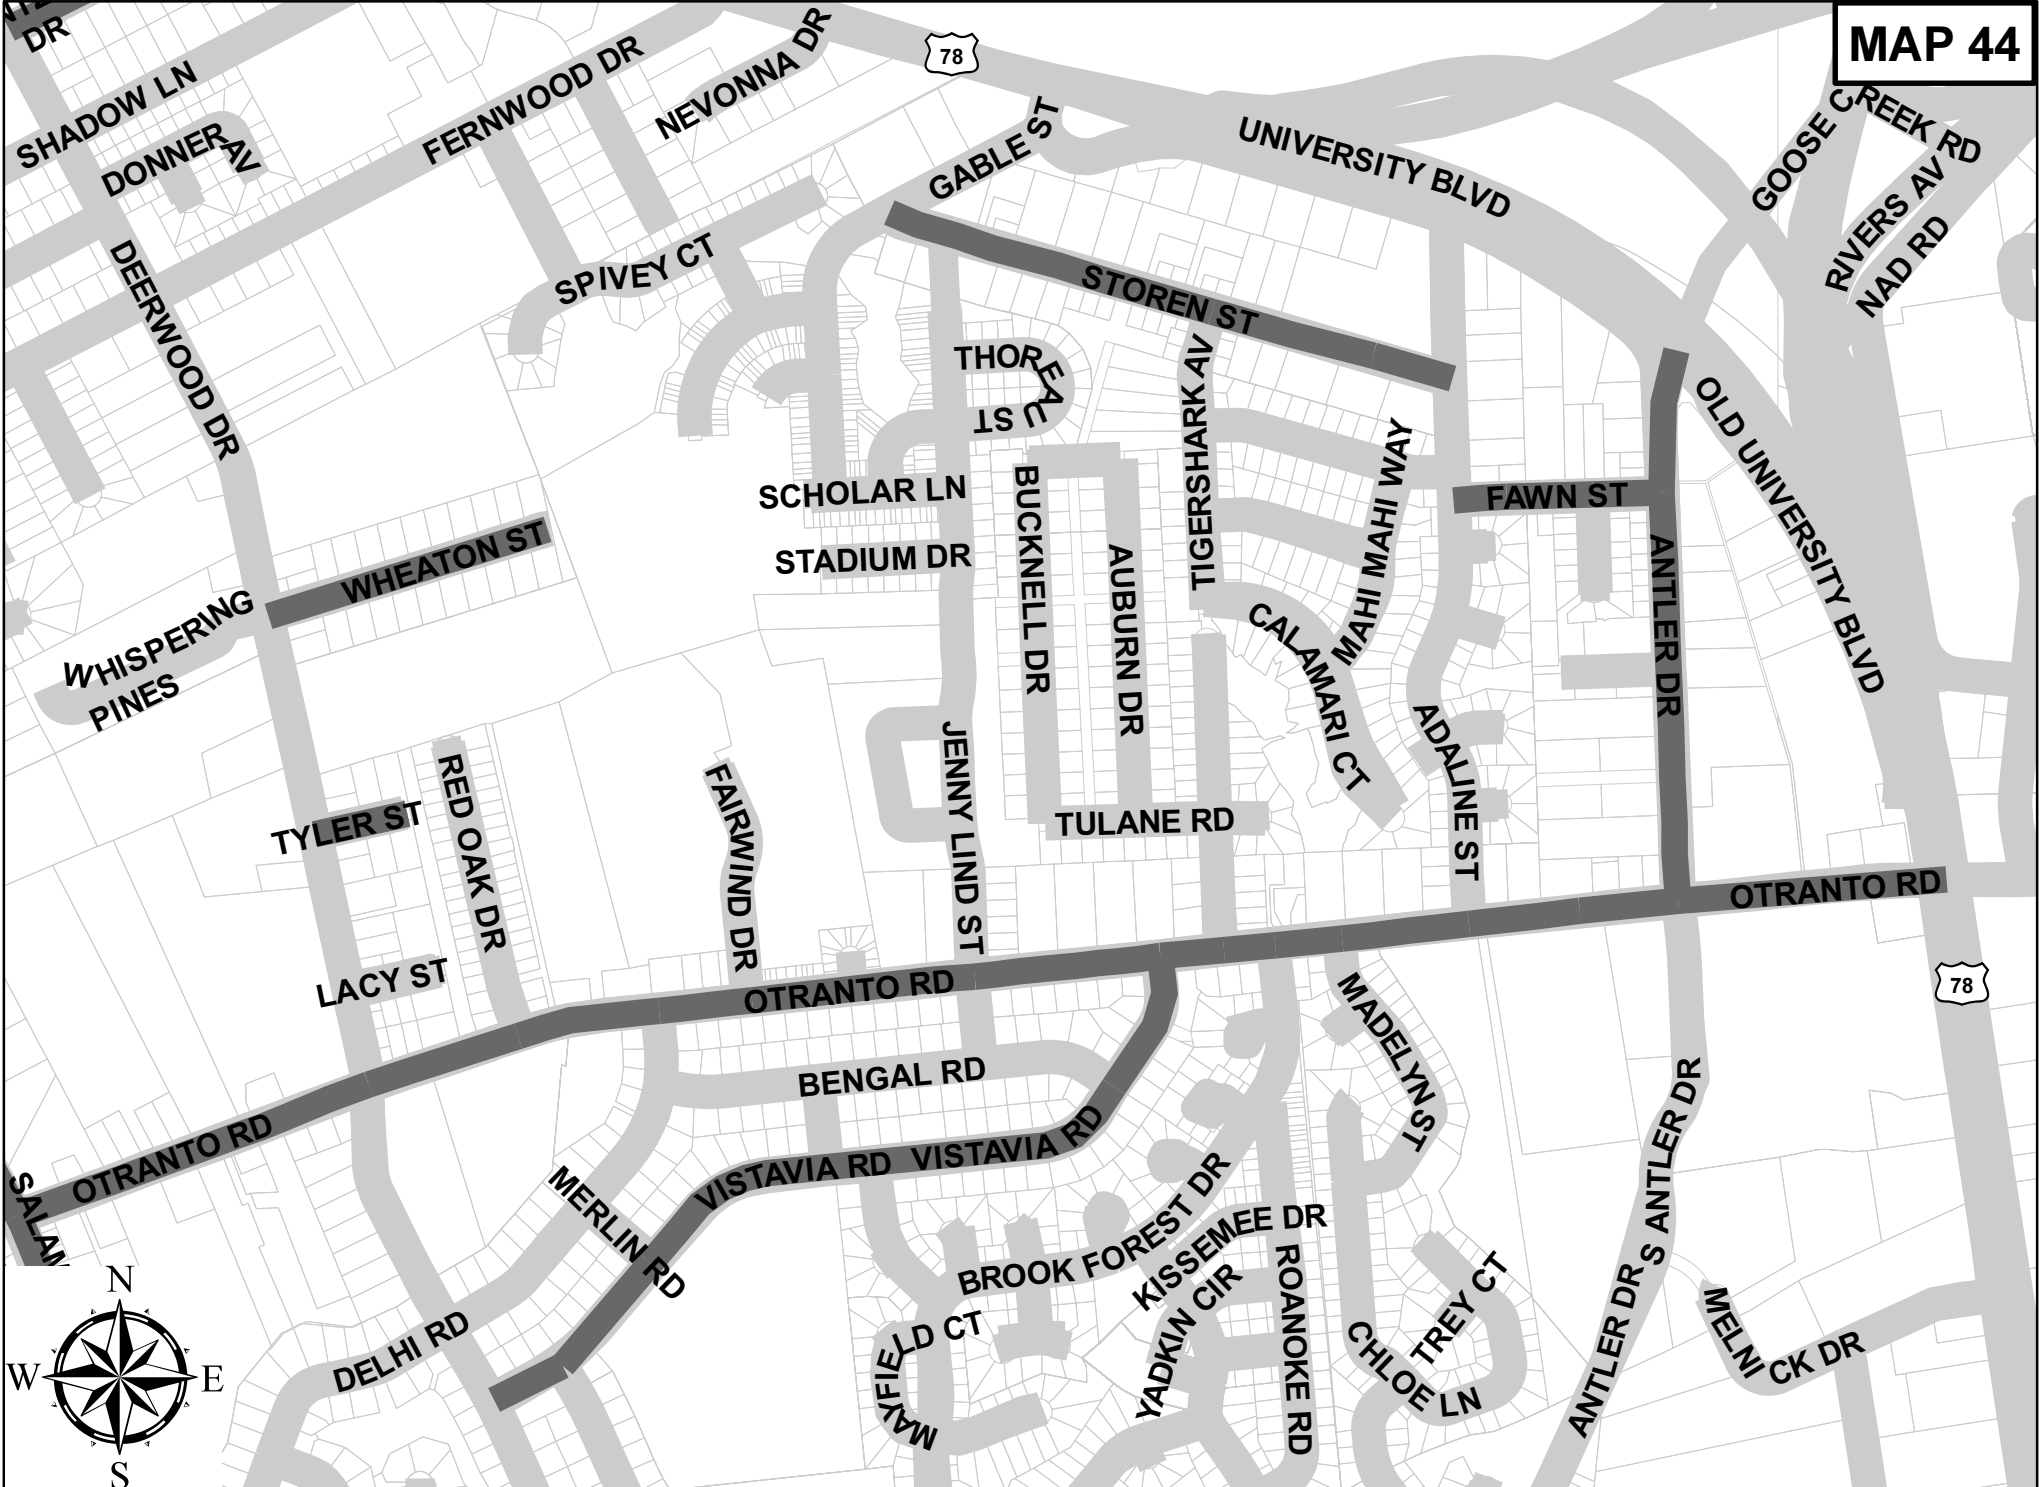 DR
MAP 44
SHADOW LN
DONNER AV
FERNWOOD DR
NEVONNA DR
78
GABLE ST
UNIVERSITY BLVD
GOOSE CREEK RD
RIVERS AV
NAD RD
DEERWOOD DR
SPIVEY CT
STOREN ST
THOREAU ST
TIGERSHARK AV
MAHI MAHI WAY
OLD UNIVERSITY BLVD
SCHOLAR LN
FAWN ST
STADIUM DR
BUCKNELL DR
AUBURN DR
WHEATON ST
WHISPERING
PINES
CALAMARI CT
ANTLER DR
ADALINE ST
JENNY LIND ST
TULANE RD
TYLER ST
RED OAK DR
FAIRWIND DR
OTRANTO RD
LACY ST
OTRANTO RD
78
MADELYN ST
BENGAL RD
OTRANTO RD
VISTAVIA RD
VISTAVIA RD
S ANTLER DR
SALAM
MERLIN RD
BROOK FOREST DR
KISSEMEE DR
YADKIN CIR
ROANOKE RD
TREY CT
CHLOE LN
ANTLER DR
MELNICK DR
MAYFIELD CT
DELHI RD
N
W
E
S